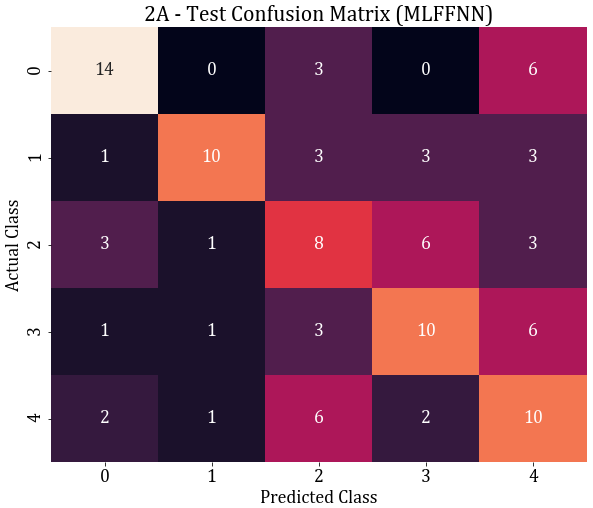 2A - Test Confusion Matrix (MLFFNN)
Actual Class
0 14 0 3 0 6
1 1 10 3 3 3
2 3 1 8 6 3
3 1 1 3 10 6
4 2 1 6 2 10
0 1 2 3 4
Predicted Class